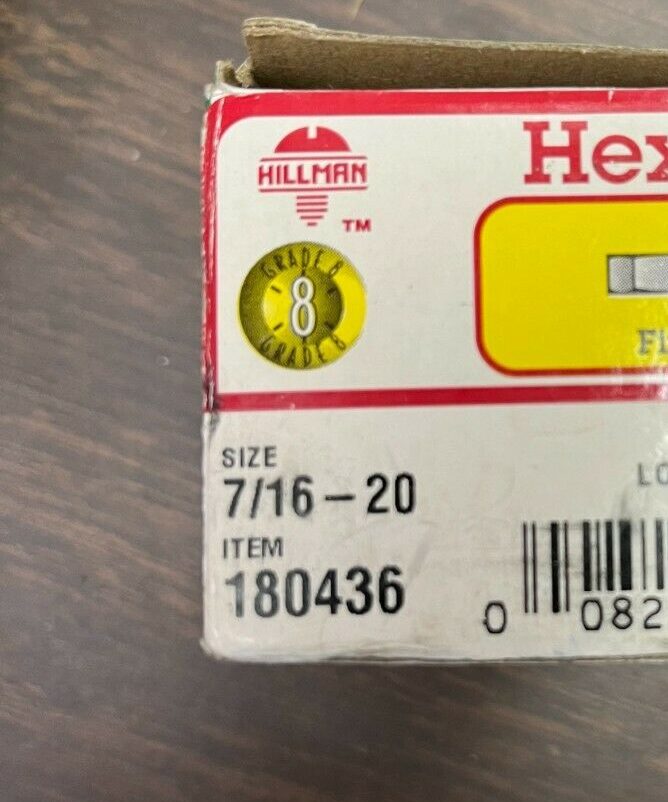 Hex
HILLMAN
TM
GRADE 8
8
GRADE 8
SIZE
7/16 – 20
ITEM
180436
0 082